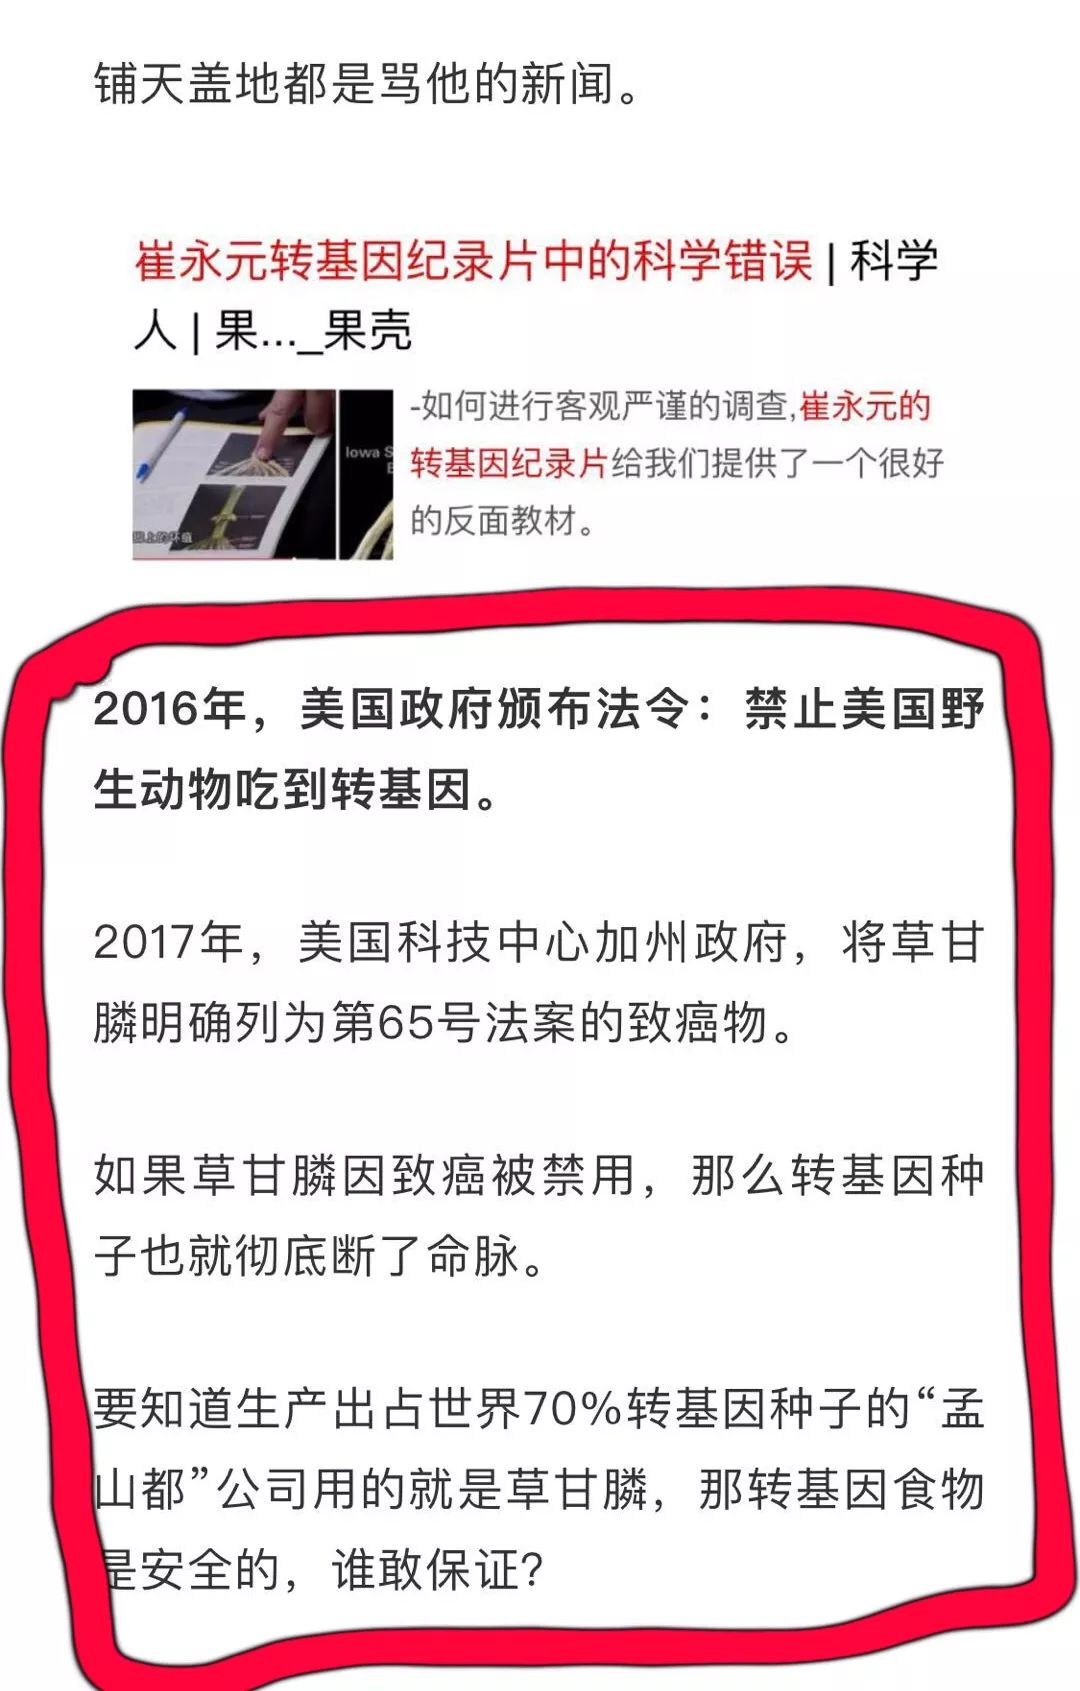 铺天盖地都是骂他的新闻。
崔永元转基因纪录片中的科学错误 | 科学
人 | 果..._果壳
-如何进行客观严谨的调查,崔永元的
转基因纪录片给我们提供了一个很好
的反面教材。
Iowa S
E
上的环痕
2016年，美国政府颁布法令：禁止美国野
生动物吃到转基因。
2017年，美国科技中心加州政府，将草甘
膦明确列为第65号法案的致癌物。
如果草甘膦因致癌被禁用，那么转基因种
子也就彻底断了命脉。
要知道生产出占世界70%转基因种子的“孟
山都”公司用的就是草甘膦，那转基因食物
是安全的，谁敢保证？